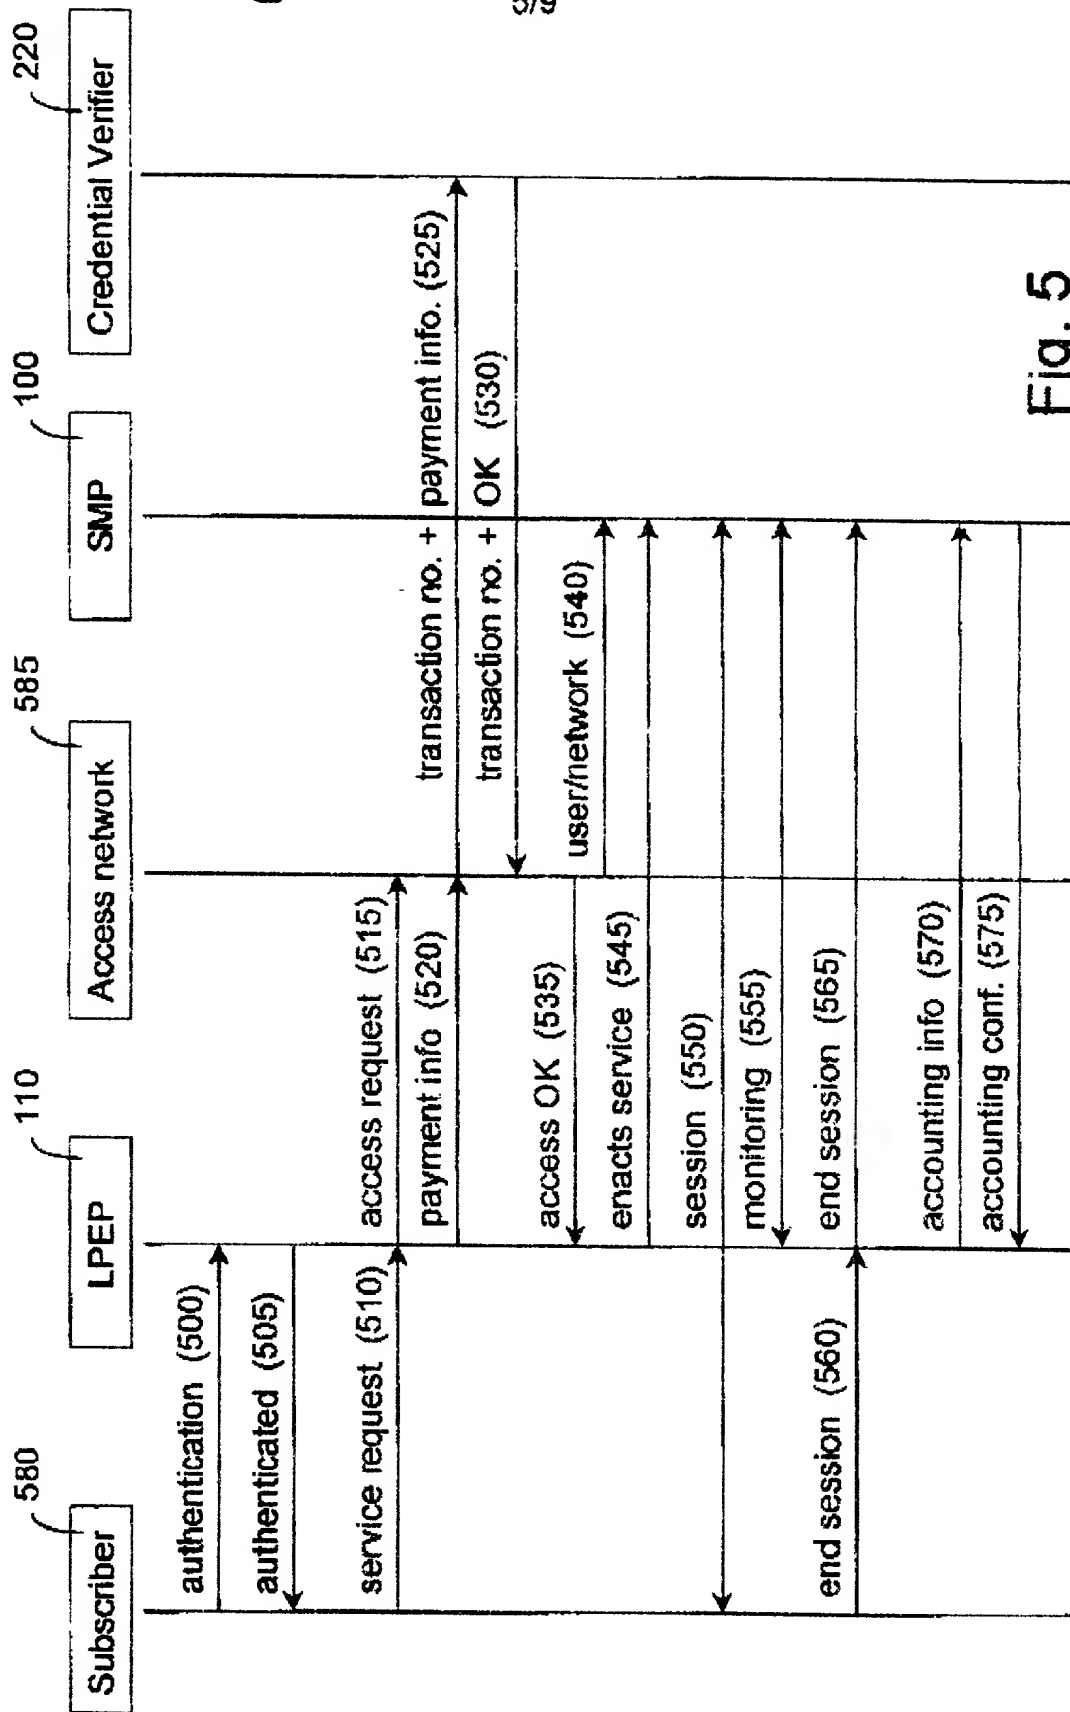 5/9
580
110
585
100
220
Subscriber
LPEP
Access network
SMP
Credential Verifier
authentication (500)
authenticated (505)
service request (510)
access request (515)
payment info (520)
transaction no. + payment info. (525)
transaction no. + OK (530)
access OK (535)
user/network (540)
enacts service (545)
session (550)
monitoring (555)
end session (560)
end session (565)
accounting info (570)
accounting conf. (575)
Fig. 5